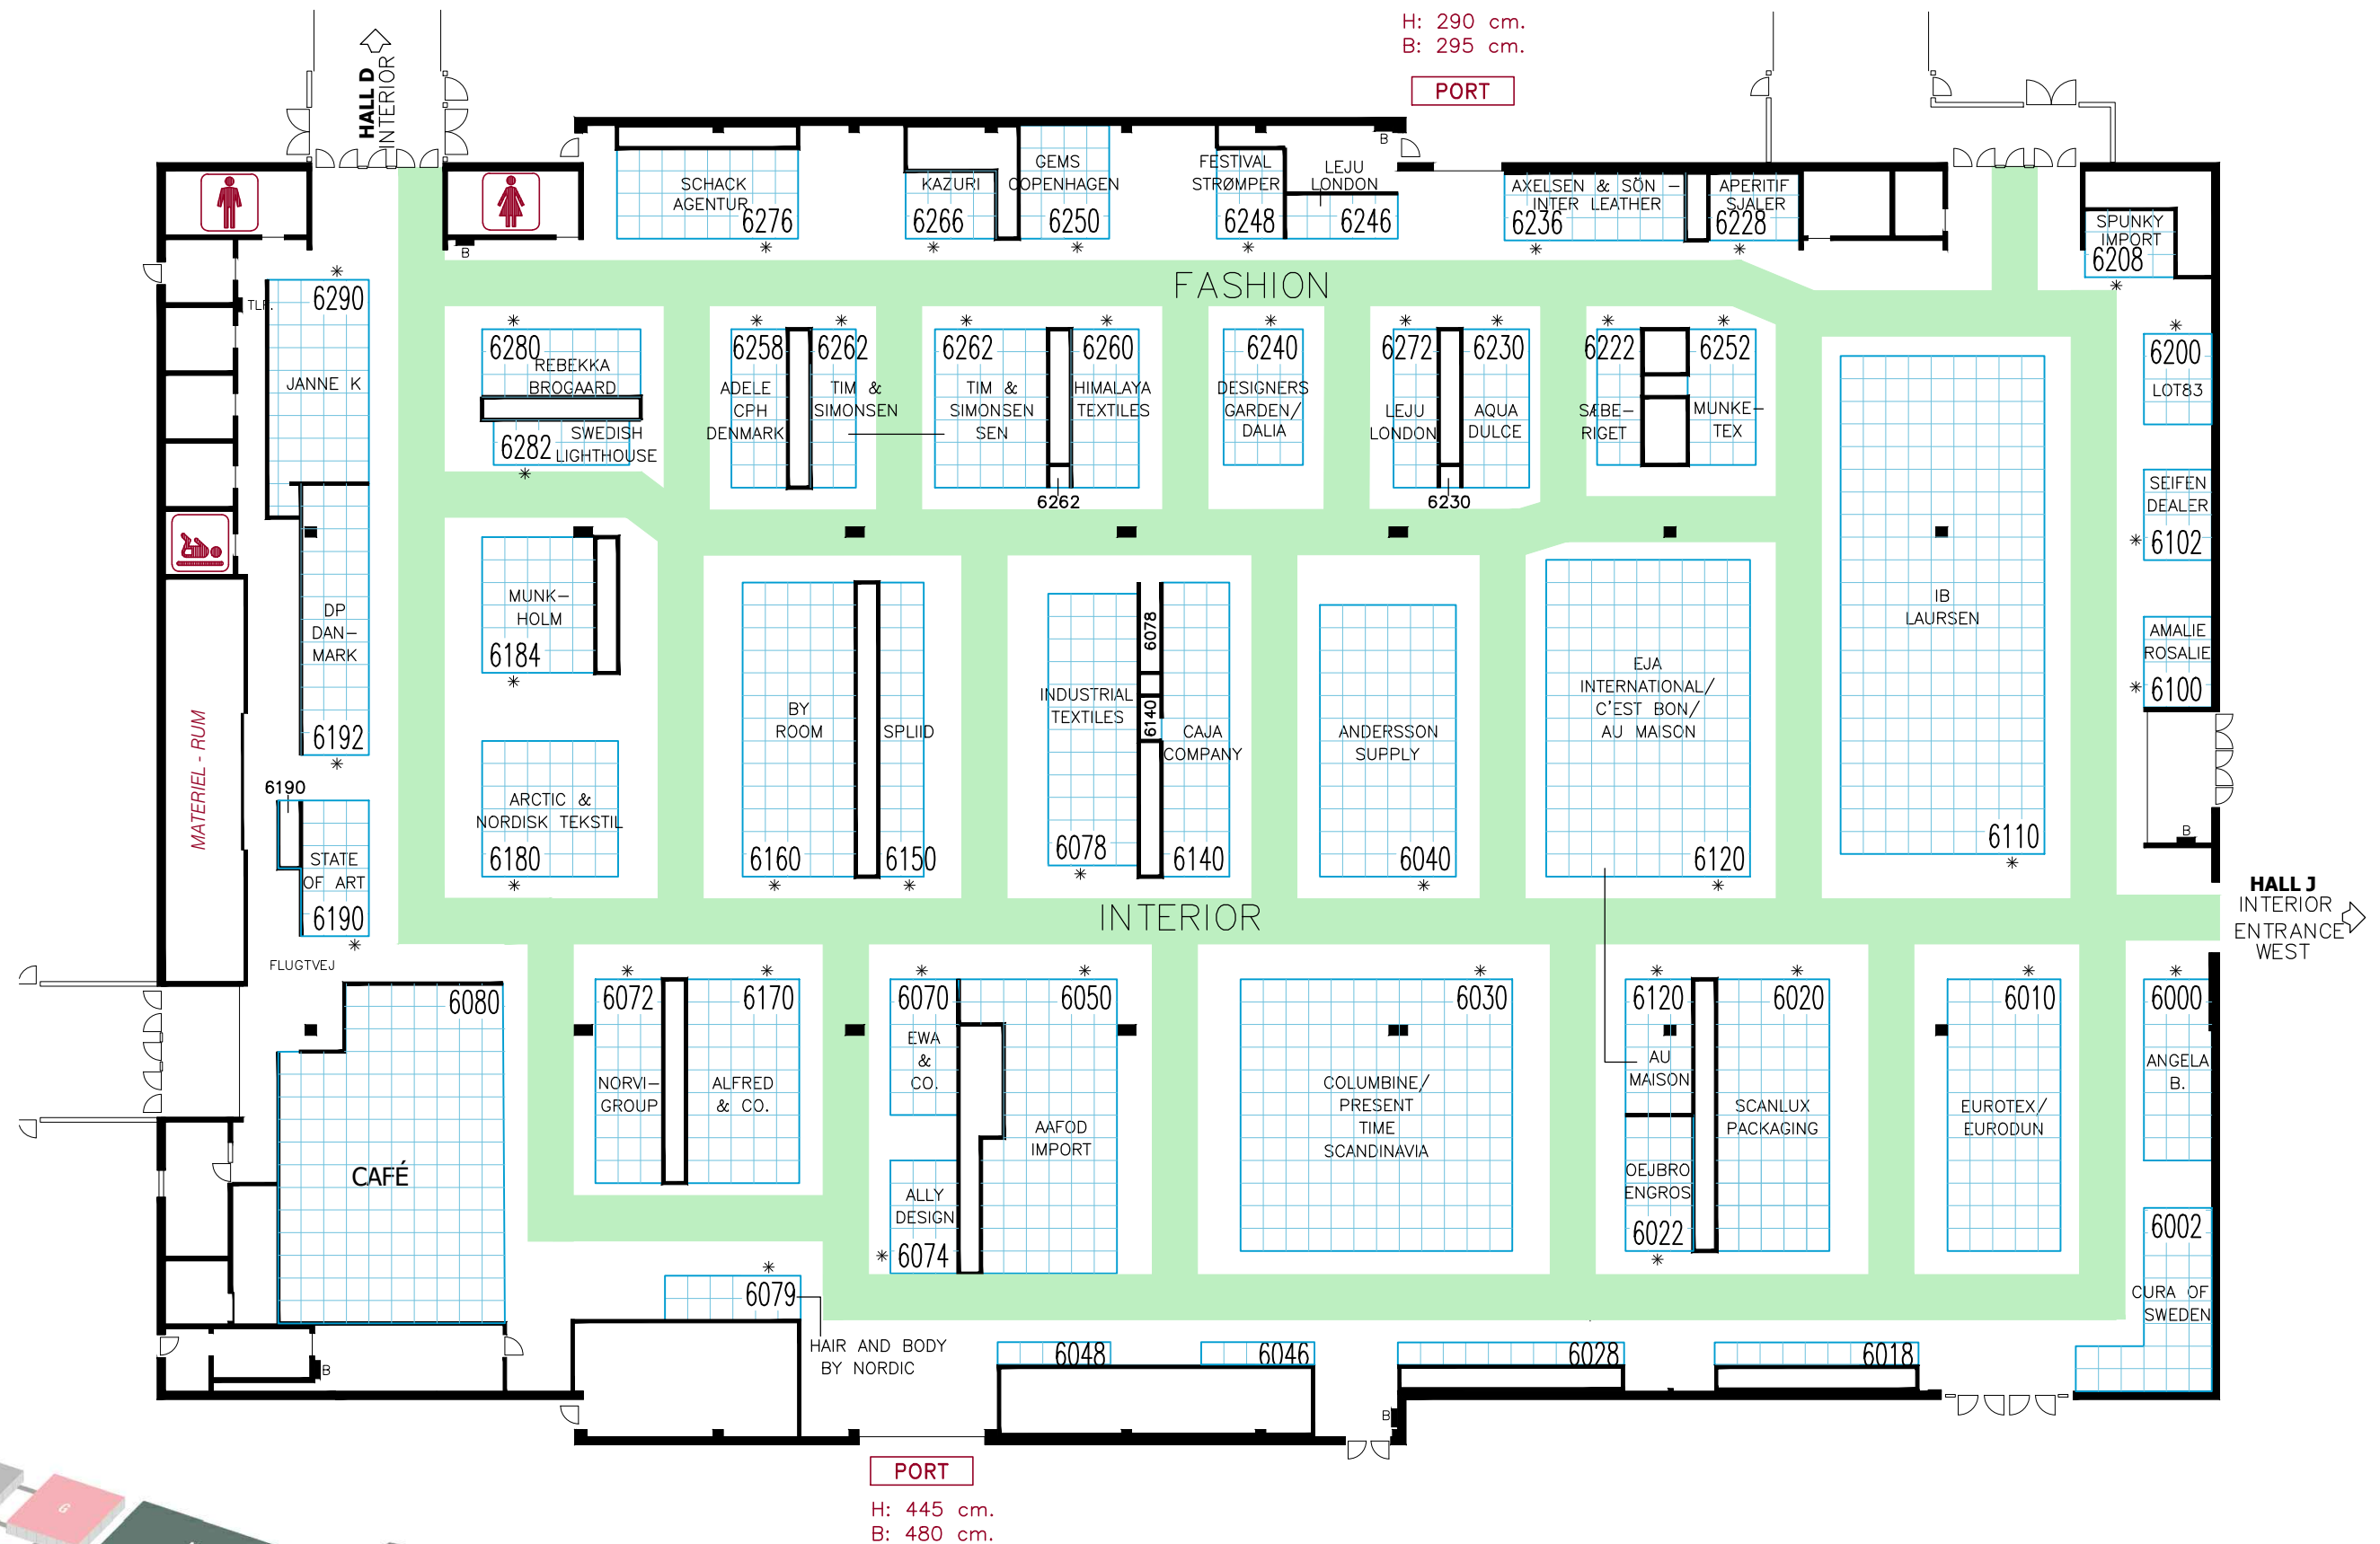 H: 290 cm.
B: 295 cm.
PORT
HALL D
INTERIOR
B
B
TLF.
SCHACK
AGENTUR
6276
KAZURI
6266
GEMS
COPENHAGEN
6250
FESTIVAL
STRØMPER
6248
LEJU
LONDON
6246
AXELSEN & SÖN –
INTER LEATHER
6236
APERITIF
SJALER
6228
SPUNKY
IMPORT
6208
FASHION
6290
JANNE K
6280
REBEKKA
BROGAARD
6282
SWEDISH
LIGHTHOUSE
6258
ADELE
CPH
DENMARK
6262
TIM &
SIMONSEN
6262
TIM &
SIMONSEN
SEN
6262
6260
HIMALAYA
TEXTILES
6240
DESIGNERS
GARDEN/
DALIA
6272
LEJU
LONDON
6230
AQUA
DULCE
6230
6222
SÆBE–
RIGET
6252
MUNKE–
TEX
6200
LOT83
SEIFEN
DEALER
6102
AMALIE
ROSALIE
6100
IB
LAURSEN
6110
B
DP
DAN–
MARK
6192
MUNK–
HOLM
6184
ARCTIC &
NORDISK TEKSTIL
6180
BY
ROOM
6160
SPLIID
6150
INDUSTRIAL
TEXTILES
6078
6078
6140
CAJA
COMPANY
6140
ANDERSSON
SUPPLY
6040
EJA
INTERNATIONAL/
C'EST BON/
AU MAISON
6120
MATERIEL - RUM
6190
STATE
OF ART
6190
FLUGTVEJ
INTERIOR
HALL J
INTERIOR
ENTRANCE
WEST
6080
CAFÉ
6072
NORVI–
GROUP
6170
ALFRED
& CO.
6070
EWA
&
CO.
6050
AAFOD
IMPORT
ALLY
DESIGN
6074
6030
COLUMBINE/
PRESENT
TIME
SCANDINAVIA
6120
AU
MAISON
OEJBRO
ENGROS
6022
6020
SCANLUX
PACKAGING
6010
EUROTEX/
EURODUN
6000
ANGELA
B.
6002
CURA OF
SWEDEN
6079
HAIR AND BODY
BY NORDIC
6048
6046
6028
6018
B
B
PORT
H: 445 cm.
B: 480 cm.
G